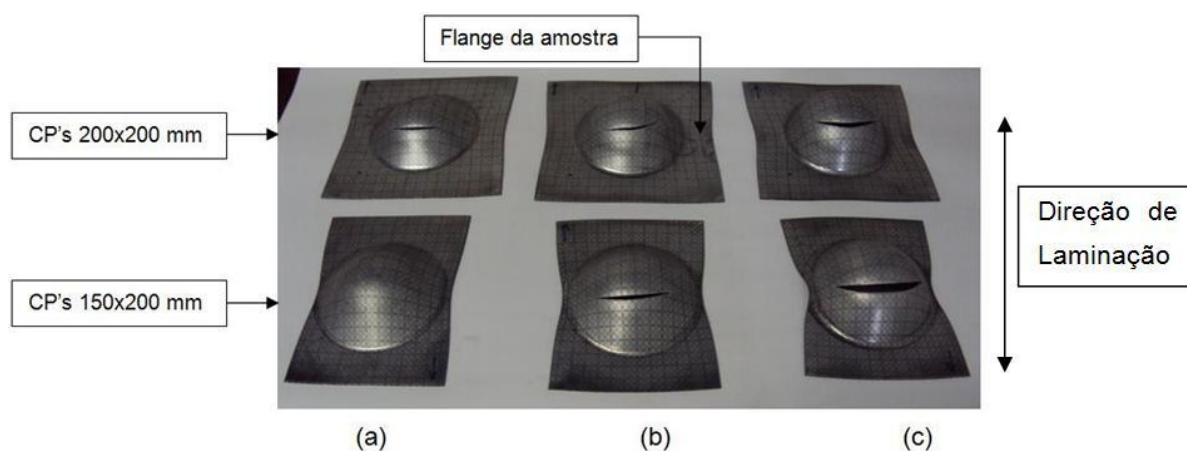 Flange da amostra
CP's 200x200 mm
Direção de
Laminação
CP's 150x200 mm
(a) (b) (c)